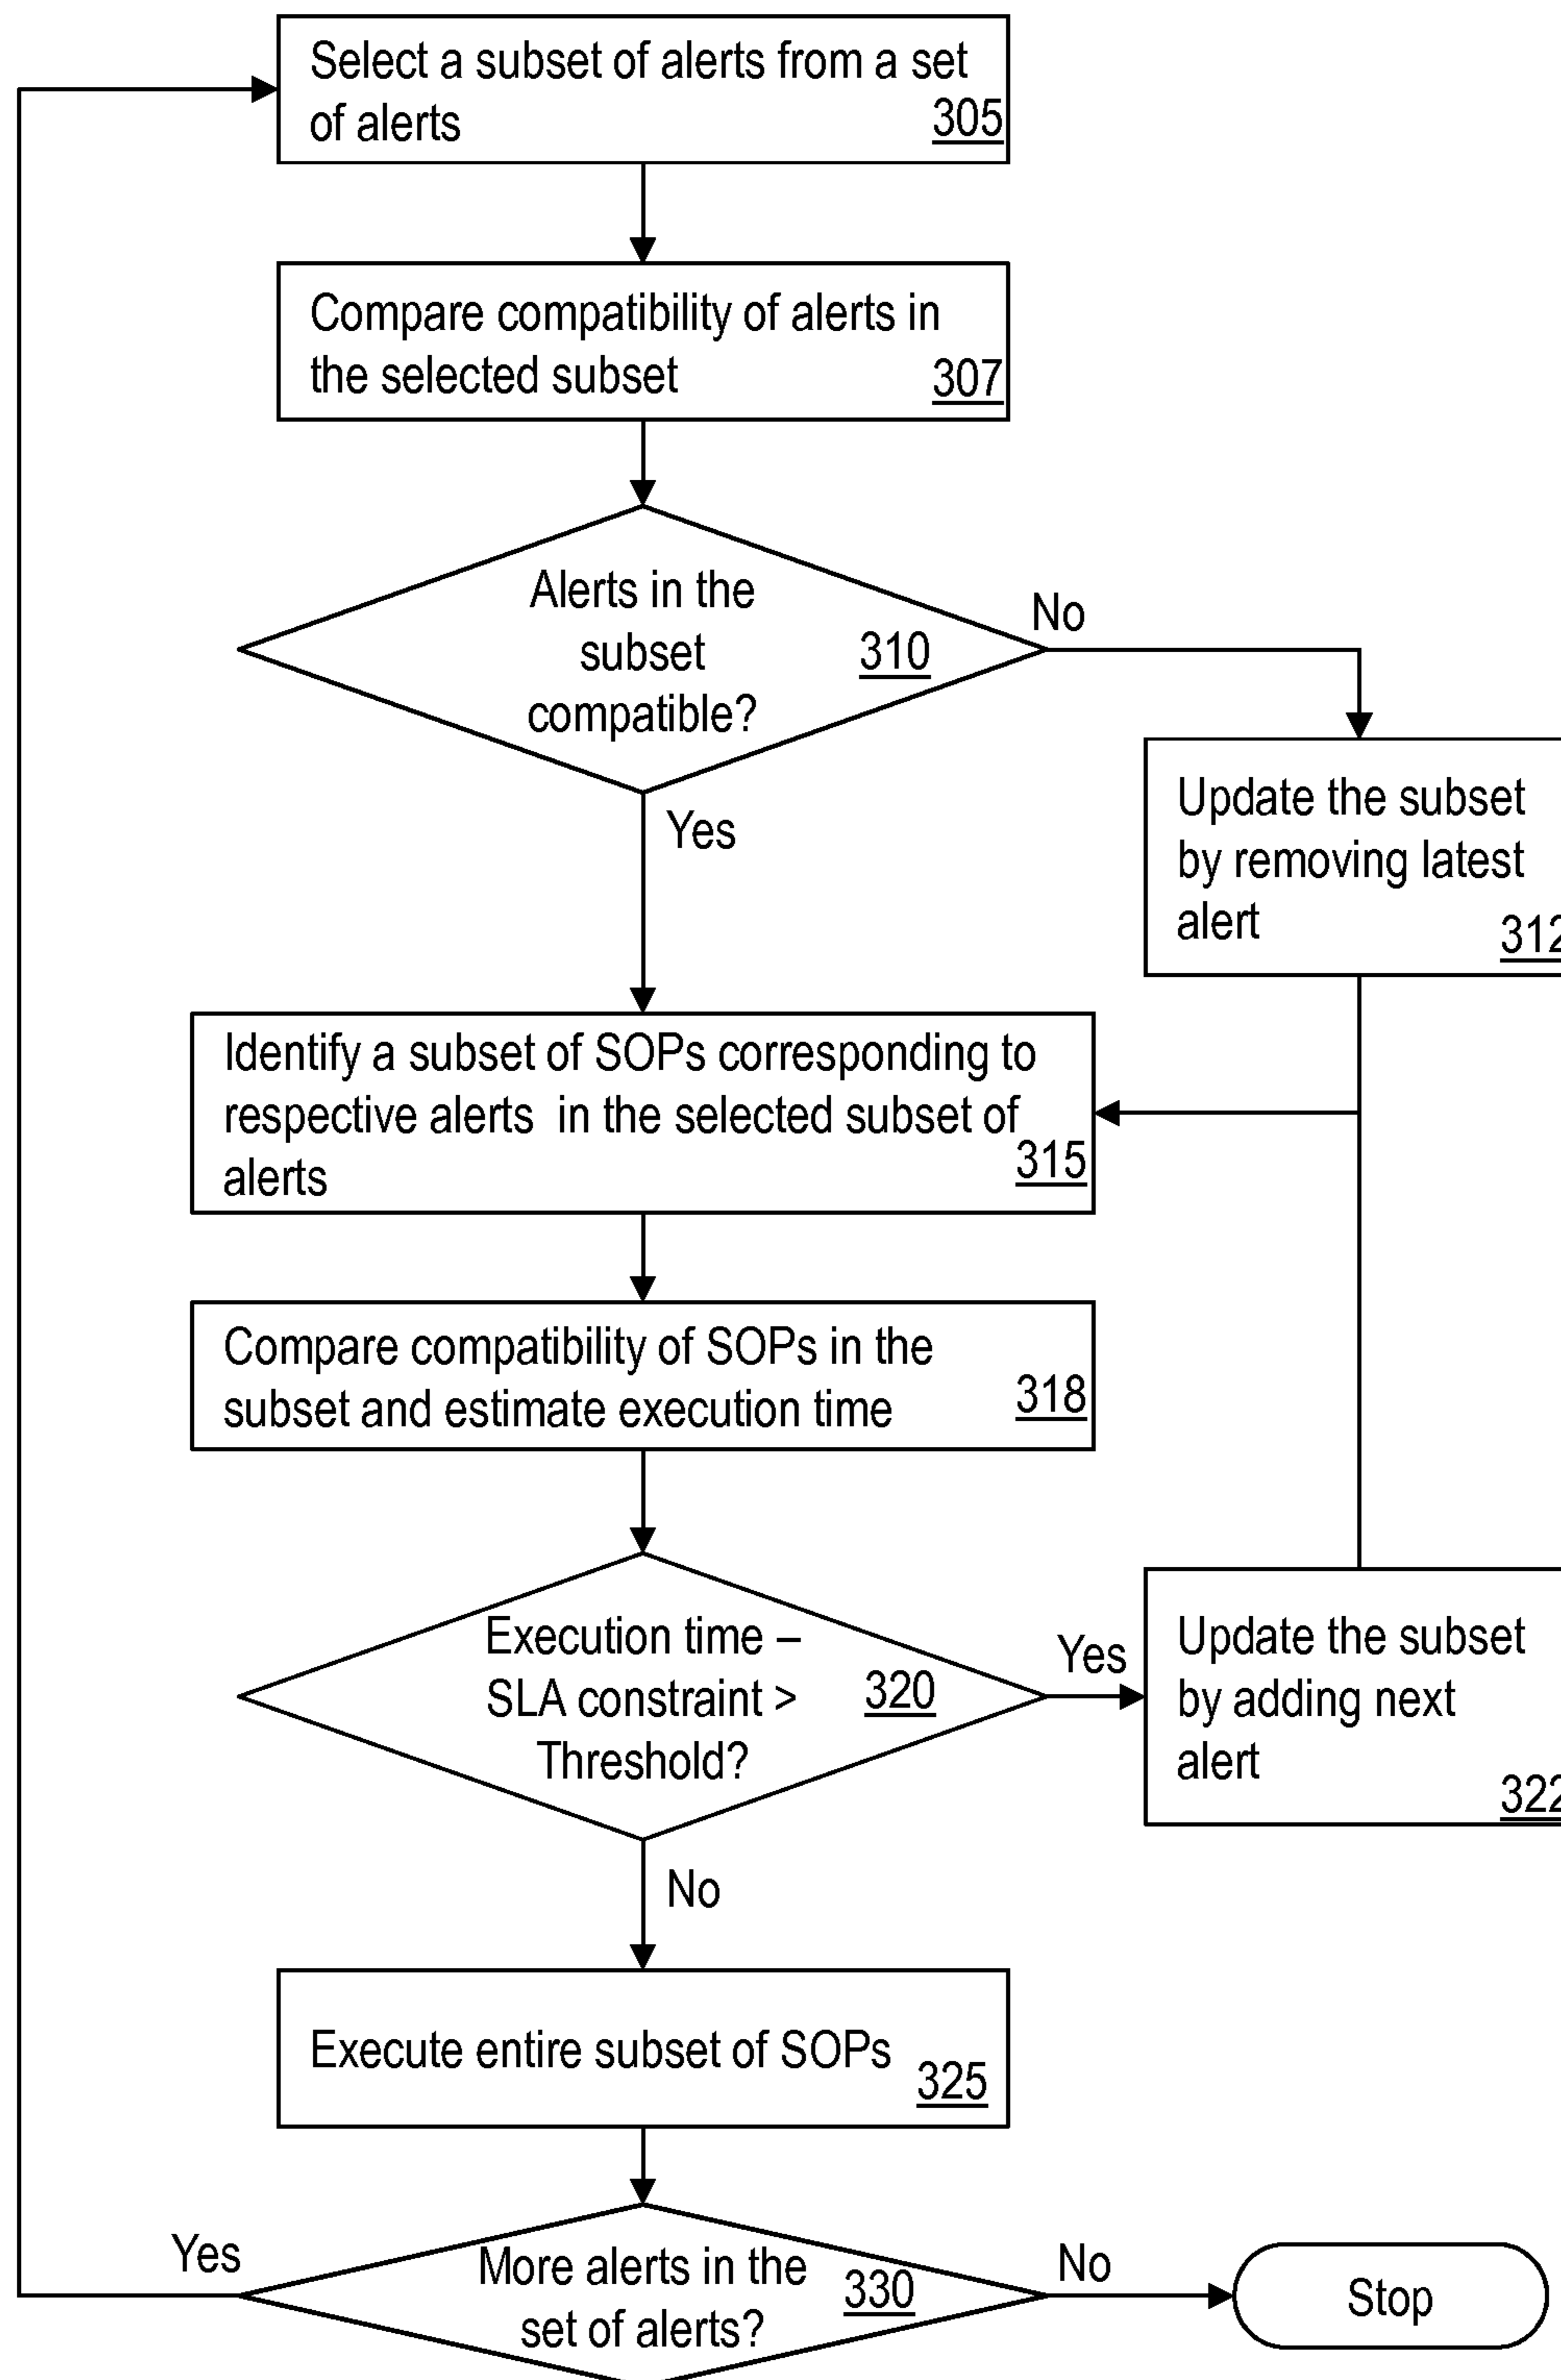 Select a subset of alerts from a set
of alerts
305
Compare compatibility of alerts in
the selected subset
307
Alerts in the
subset
compatible?
310
No
Yes
Update the subset
by removing latest
alert
312
Identify a subset of SOPs corresponding to
respective alerts in the selected subset of
alerts
315
Compare compatibility of SOPs in the
subset and estimate execution time
318
Execution time –
SLA constraint >
Threshold?
320
Yes
No
Update the subset
by adding next
alert
322
Execute entire subset of SOPs
325
More alerts in the
set of alerts?
330
Yes
No
Stop